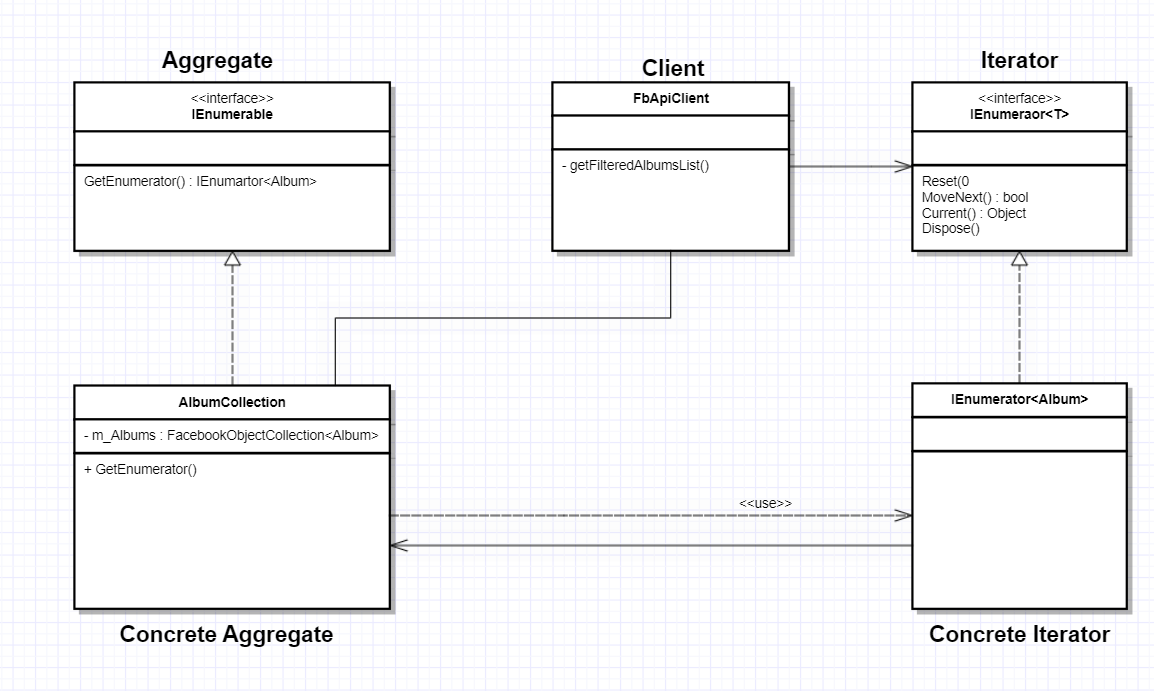 Aggregate
<<interface>>
IEnumerable
GetEnumerator() : IEnumartor<Album>
Client
FbApiClient
- getFilteredAlbumsList()
Iterator
<<interface>>
IEnumeraor<T>
Reset(0
MoveNext() : bool
Current() : Object
Dispose()
AlbumCollection
- m_Albums : FacebookObjectCollection<Album>
+ GetEnumerator()
Concrete Aggregate
<<use>>
IEnumerator<Album>
Concrete Iterator